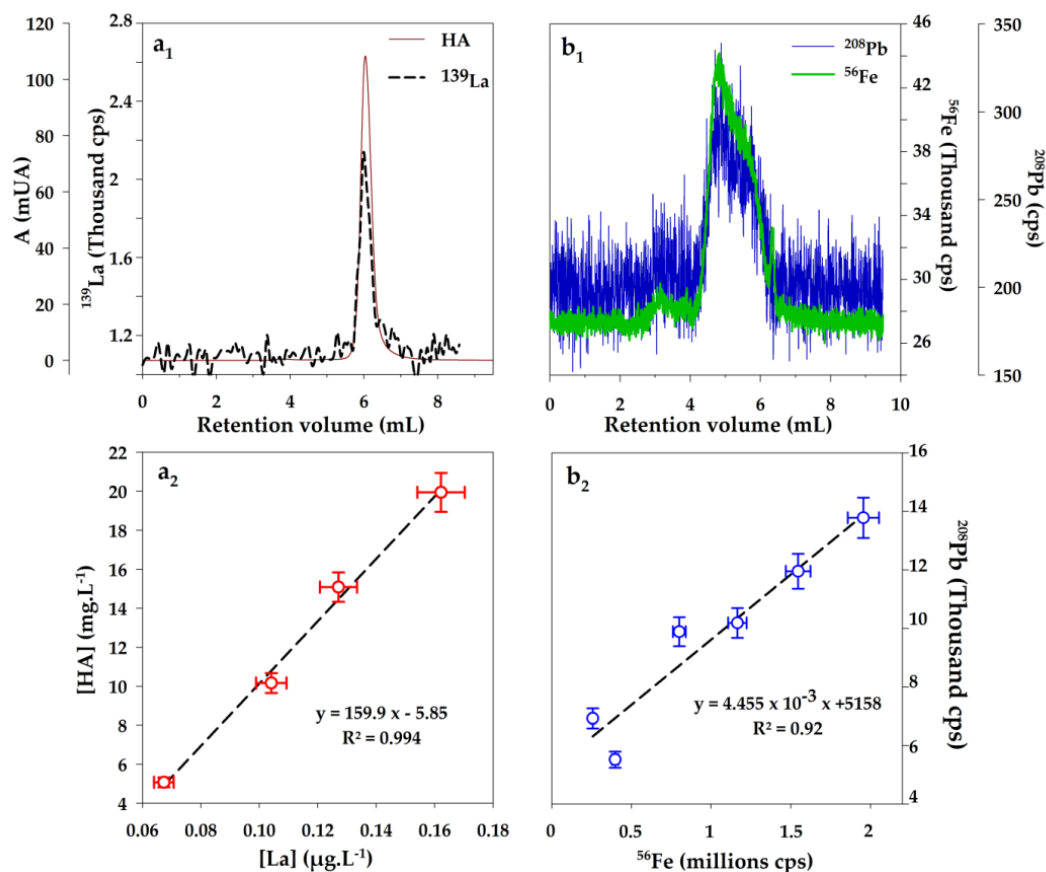 a₁
HA
¹³⁹La
A (mUA)
120
100
80
60
40
20
0
¹³⁹La (Thousand cps)
2.8
2.4
2
1.6
1.2
0
2
4
6
8
Retention volume (mL)
b₁
²⁰⁸Pb
⁵⁶Fe
⁵⁶Fe (Thousand cps)
46
42
38
34
30
26
²⁰⁸Pb (cps)
350
300
250
200
150
0
2
4
6
8
10
Retention volume (mL)
a₂
[HA] (mg.L⁻¹)
22
20
18
16
14
12
10
8
6
4
y = 159.9 x - 5.85
R² = 0.994
0.06
0.10
0.12
0.14
0.16
0.18
[La] (µg.L⁻¹)
b₂
²⁰⁸Pb (Thousand cps)
16
14
12
10
8
6
4
y = 4.455 x 10⁻³ x +5158
R² = 0.92
0
0.5
1
1.5
2
⁵⁶Fe (millions cps)